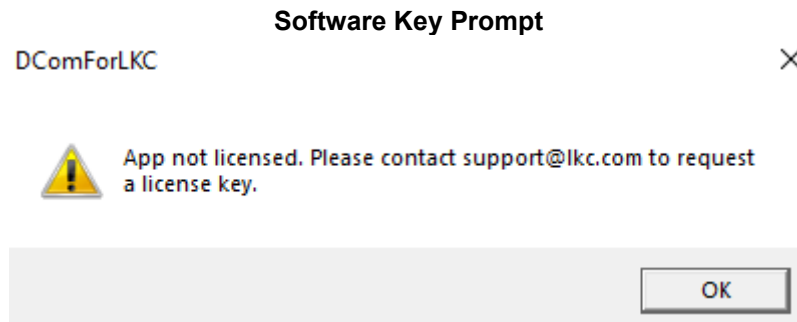 Software Key Prompt
DComForLKC
App not licensed. Please contact support@lkc.com to request
a license key.
OK